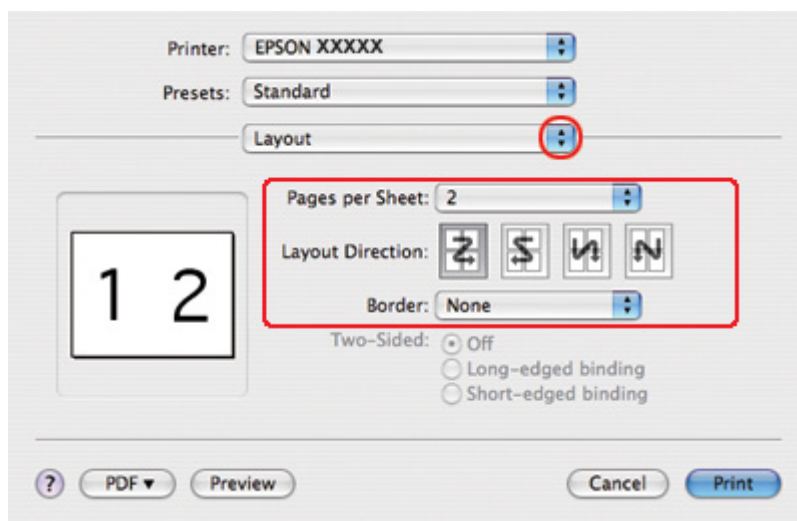 Printer: EPSON XXXXX
Presets: Standard
Layout
Pages per Sheet: 2
Layout Direction:
1 2
Border: None
Two-Sided: Off
Long-edged binding
Short-edged binding
? PDF ▼ Preview Cancel Print